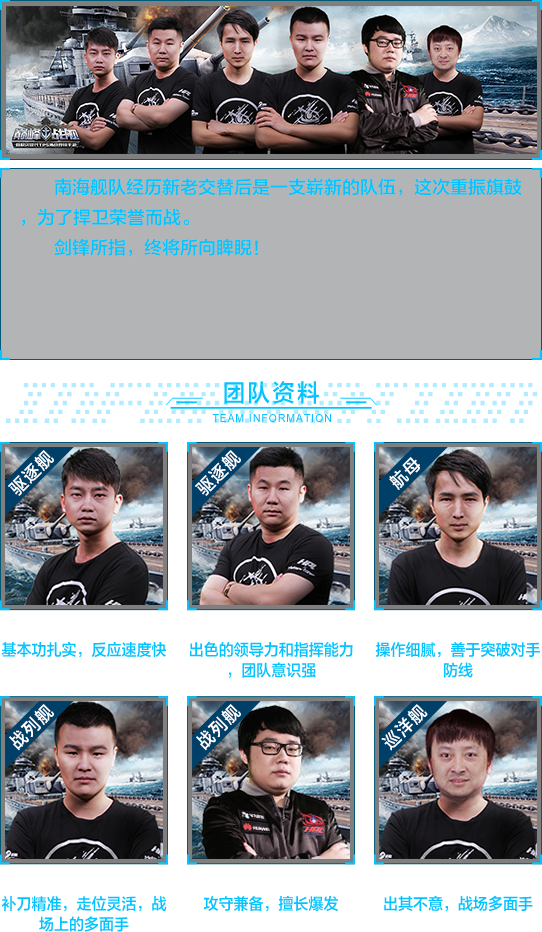 巅峰战舰
南海舰队经历新老交替后是一支崭新的队伍，这次重振旗鼓
，为了捍卫荣誉而战。
剑锋所指，终将所向睥睨！
团队资料
TEAM INFORMATION
驱逐舰
驱逐舰
航母
基本功扎实，反应速度快
出色的领导力和指挥能力
，团队意识强
操作细腻，善于突破对手
防线
战列舰
战列舰
巡洋舰
HUAWEI
补刀精准，走位灵活，战
场上的多面手
攻守兼备，擅长爆发
出其不意，战场多面手